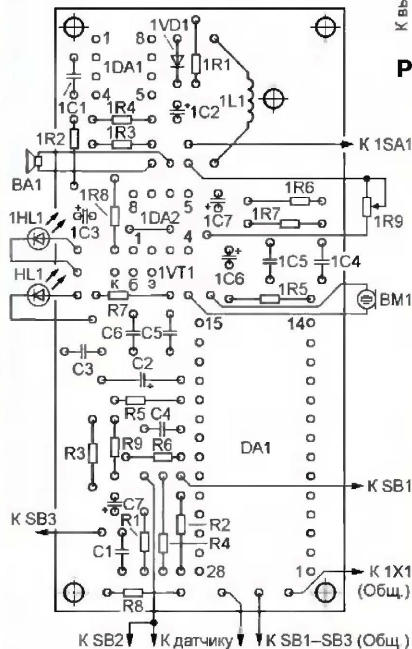 К вы
Р
1 8 1VD1
1DA1 1R1
1C1 4 5 1C2 1L1
1R4
1R2 1R3
К 1SA1
BA1
1R8 8 5 1R6
1HL1 1DA2 1C7 1R7 1R9
1C3 1 4
HL1 1VT1 1C6 1C5 1C4
к б э 1R5 BM1
R7
C6 C5 15 14
C3
C2
R5
C4 DA1
R3 R9 R6
К SB1
C7
К SB3 R1 R2
C1 R4
28 1 К 1X1
R8 (Общ.)
К SB2 К датчику К SB1–SB3 (Общ.)